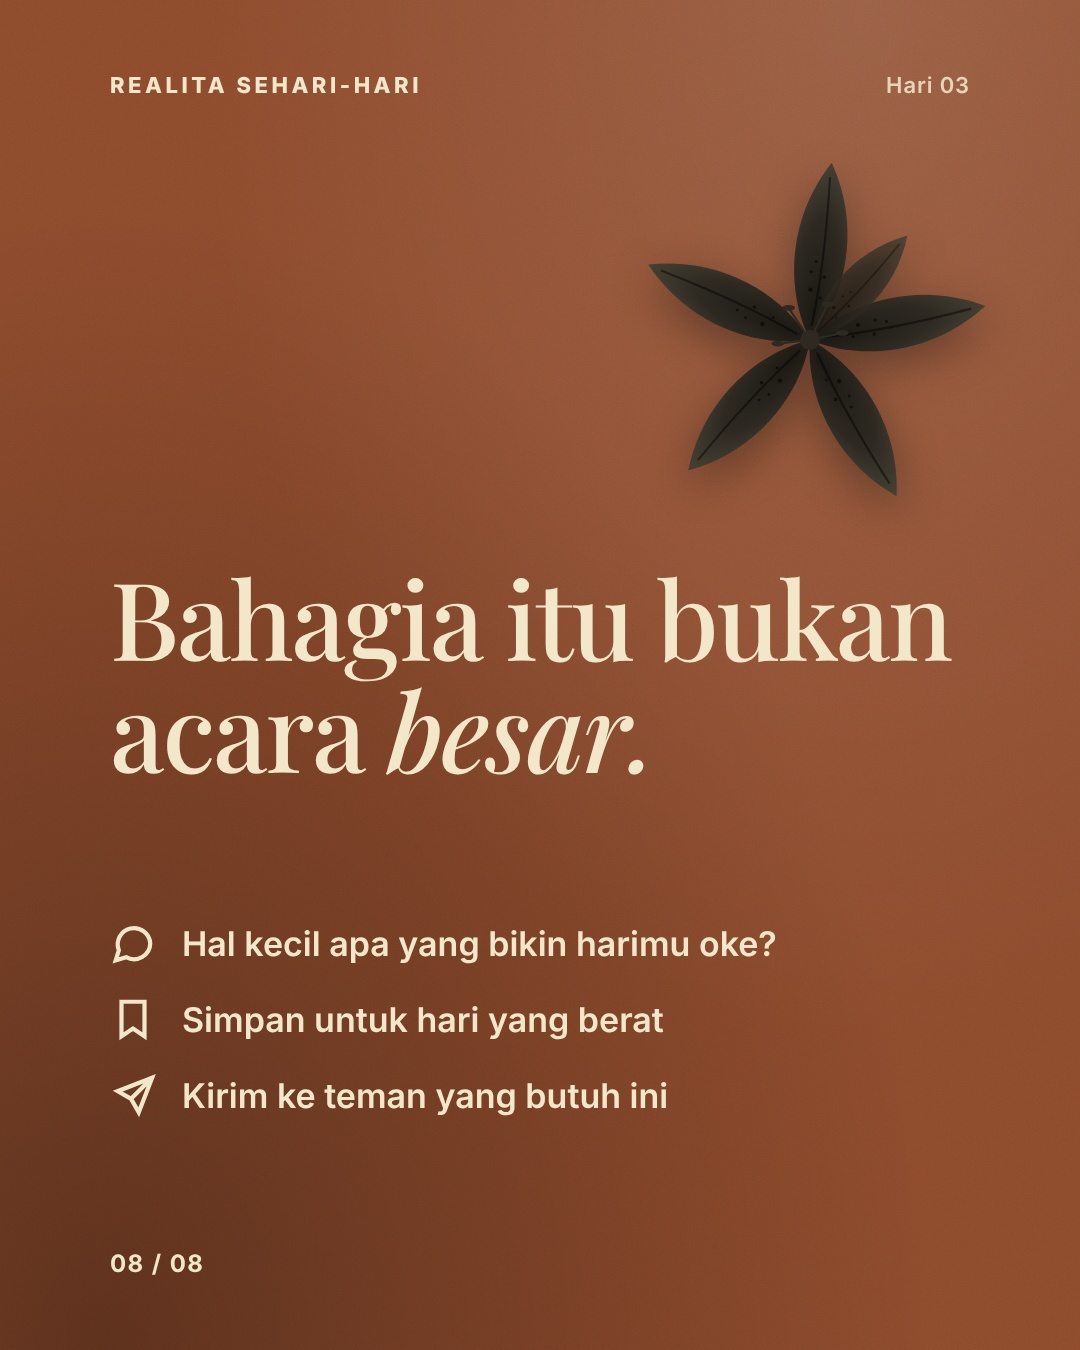 REALITA SEHARI-HARI
Hari 03
Bahagia itu bukan
acara besar.
Hal kecil apa yang bikin harimu oke?
Simpan untuk hari yang berat
Kirim ke teman yang butuh ini
08 / 08